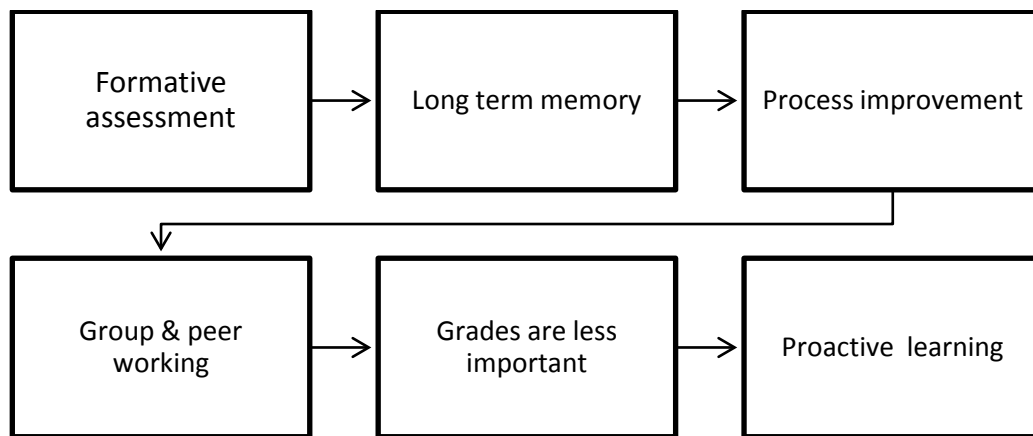 Formative
assessment
Long term memory
Process improvement
Group & peer
working
Grades are less
important
Proactive learning